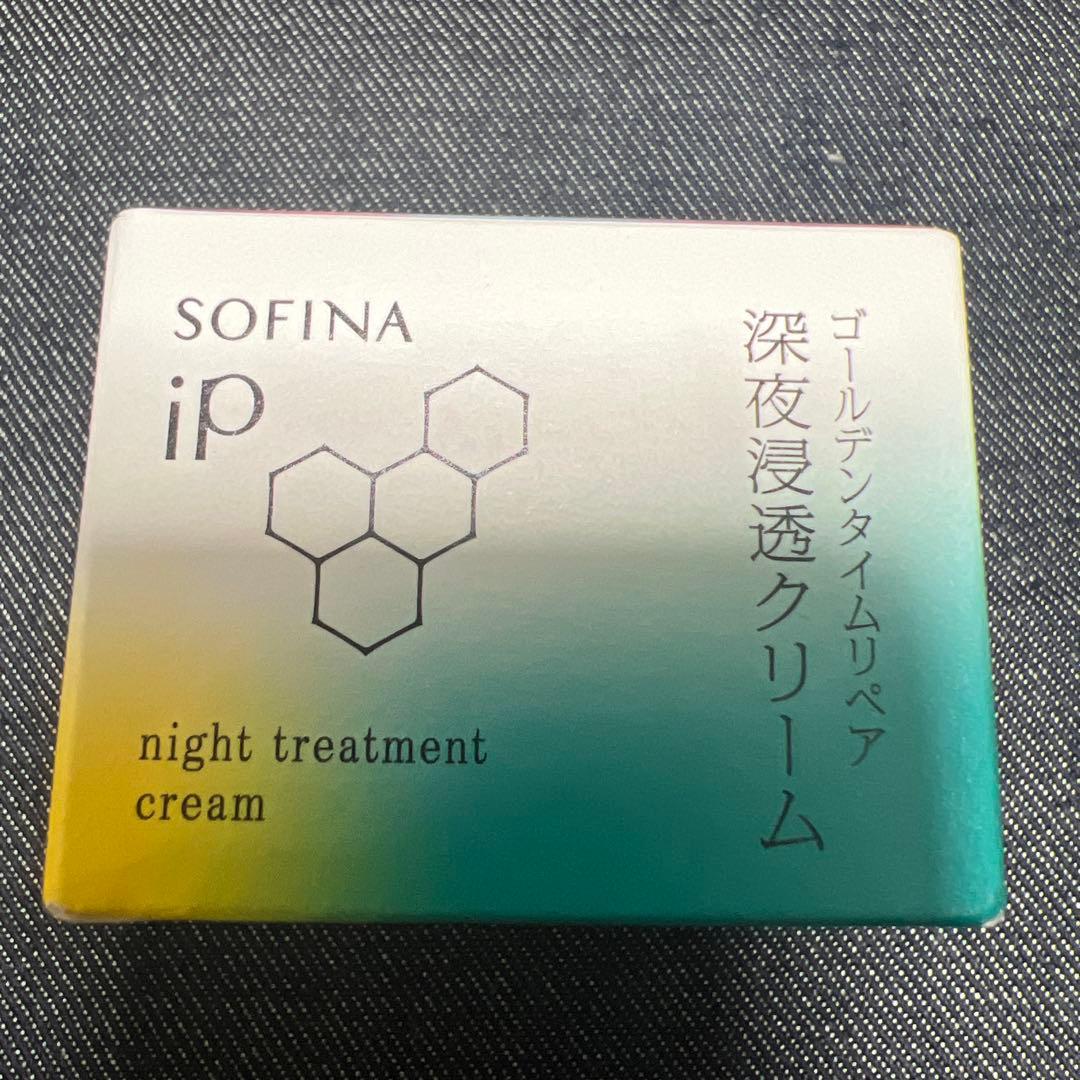 SOFINA
iP
night treatment
cream
ゴールデンタイムリペア
深夜浸透クリーム